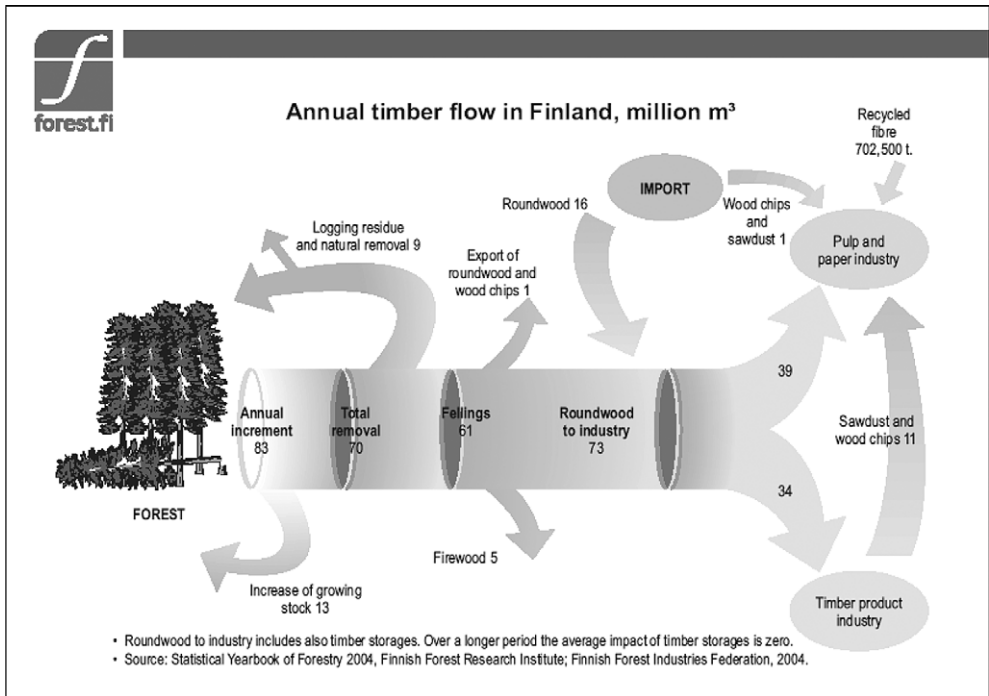 forest.fi
Annual timber flow in Finland, million m³
Recycled
fibre
702,500 t.
IMPORT
Roundwood 16
Wood chips
and
sawdust 1
Logging residue
and natural removal 9
Pulp and
paper industry
Export of
roundwood and
wood chips 1
39
Annual
increment
83
Total
removal
70
Fellings
61
Roundwood
to industry
73
Sawdust and
wood chips 11
34
FOREST
Firewood 5
Increase of growing
stock 13
Timber product
industry
• Roundwood to industry includes also timber storages. Over a longer period the average impact of timber storages is zero.
• Source: Statistical Yearbook of Forestry 2004, Finnish Forest Research Institute; Finnish Forest Industries Federation, 2004.